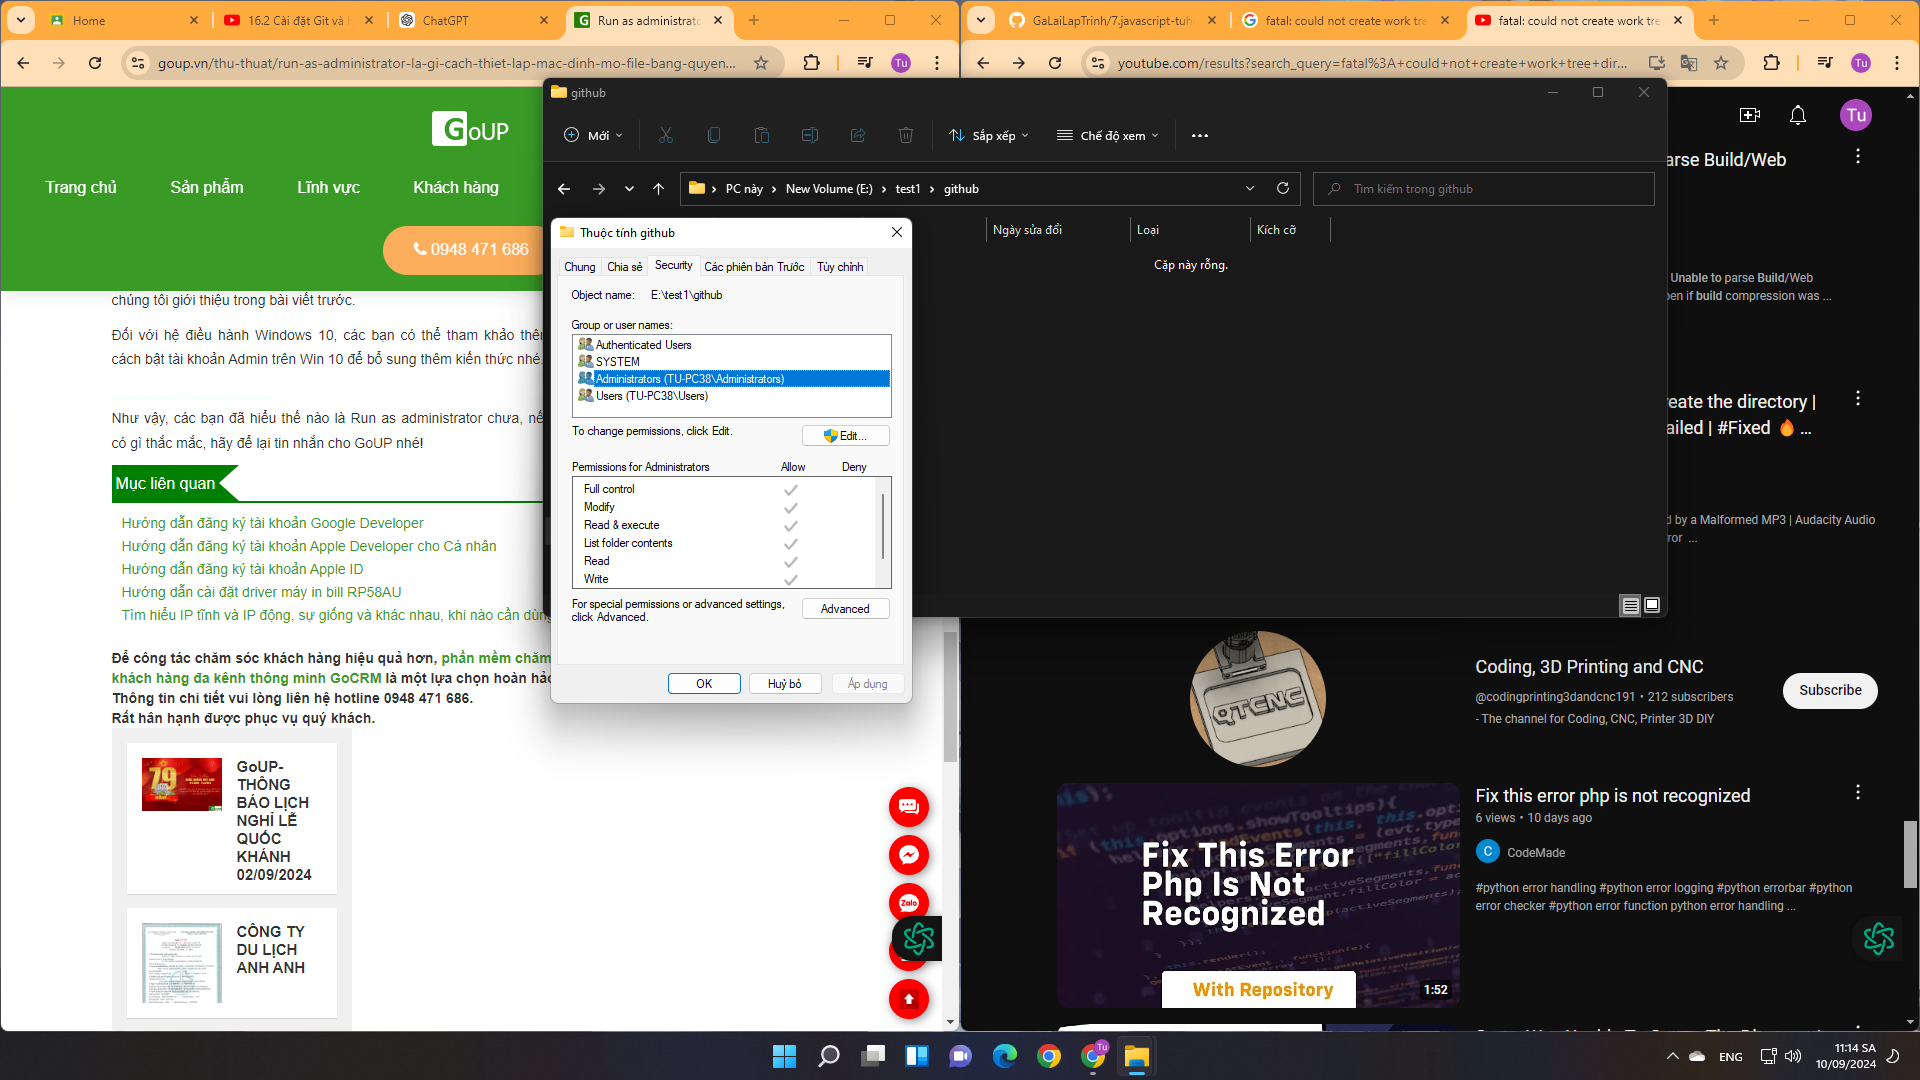 Home
16.2 Cài đặt Git và
ChatGPT
Run as administrato
goup.vn/thu-thuat/run-as-administrator-la-gi-cach-thiet-lap-mac-dinh-mo-file-bang-quyen...
Tu
GaLaiLapTrinh/7.javascript-tuh
fatal: could not create work tre
fatal: could not create work tre
youtube.com/results?search_query=fatal%3A+could+not+create+work+tree+dir...
Tu
GoUP
Trang chủ
Sản phẩm
Lĩnh vực
Khách hàng
0948 471 686
chúng tôi giới thiệu trong bài viết trước.
Đối với hệ điều hành Windows 10, các bạn có thể tham khảo thêm
cách bật tài khoản Admin trên Win 10 để bổ sung thêm kiến thức nhé.
Như vậy, các bạn đã hiểu thế nào là Run as administrator chưa, nế
có gì thắc mắc, hãy để lại tin nhắn cho GoUP nhé!
Mục liên quan
Hướng dẫn đăng ký tài khoản Google Developer
Hướng dẫn đăng ký tài khoản Apple Developer cho Cá nhân
Hướng dẫn đăng ký tài khoản Apple ID
Hướng dẫn cài đặt driver máy in bill RP58AU
Tìm hiểu IP tĩnh và IP động, sự giống và khác nhau, khi nào cần dùng
Để công tác chăm sóc khách hàng hiệu quả hơn, phần mềm chăm
khách hàng đa kênh thông minh GoCRM là một lựa chọn hoàn hảo
Thông tin chi tiết vui lòng liên hệ hotline 0948 471 686.
Rất hân hạnh được phục vụ quý khách.
79
GoUP-
THÔNG
BÁO LỊCH
NGHỈ LỄ
QUỐC
KHÁNH
02/09/2024
CÔNG TY
DU LỊCH
ANH ANH
Zalo
github
Mới
Sắp xếp
Chế độ xem
PC này
New Volume (E:)
test1
github
Tìm kiếm trong github
Ngày sửa đổi
Loại
Kích cỡ
Cặp này rỗng.
Thuộc tính github
Chung
Chia sẻ
Security
Các phiên bản Trước
Tùy chỉnh
Object name:
E:\test1\github
Group or user names:
Authenticated Users
SYSTEM
Administrators (TU-PC38\Administrators)
Users (TU-PC38\Users)
To change permissions, click Edit.
Edit...
Permissions for Administrators
Allow
Deny
Full control
Modify
Read & execute
List folder contents
Read
Write
For special permissions or advanced settings,
click Advanced.
Advanced
OK
Huỷ bỏ
Áp dụng
Tu
arse Build/Web
Unable to parse Build/Web
en if build compression was ...
eate the directory |
ailed | #Fixed 🔥 ...
d by a Malformed MP3 | Audacity Audio
ror ...
QTCNC
Coding, 3D Printing and CNC
@codingprinting3dandcnc191 • 212 subscribers
- The channel for Coding, CNC, Printer 3D DIY
Subscribe
Fix This Error
Php Is Not
Recognized
With Repository
1:52
Fix this error php is not recognized
6 views • 10 days ago
C
CodeMade
#python error handling #python error logging #python errorbar #python
error checker #python error function python error handling ...
Tu
ENG
11:14 SA
10/09/2024